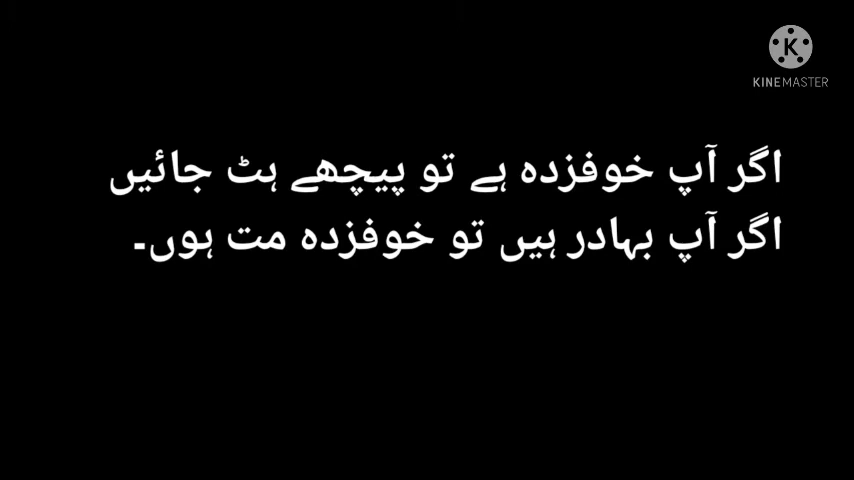 K
KINEMASTER
اگر آپ خوفزدہ ہے تو پیچھے ہٹ جائیں
اگر آپ بہادر ہیں تو خوفزدہ مت ہوں۔